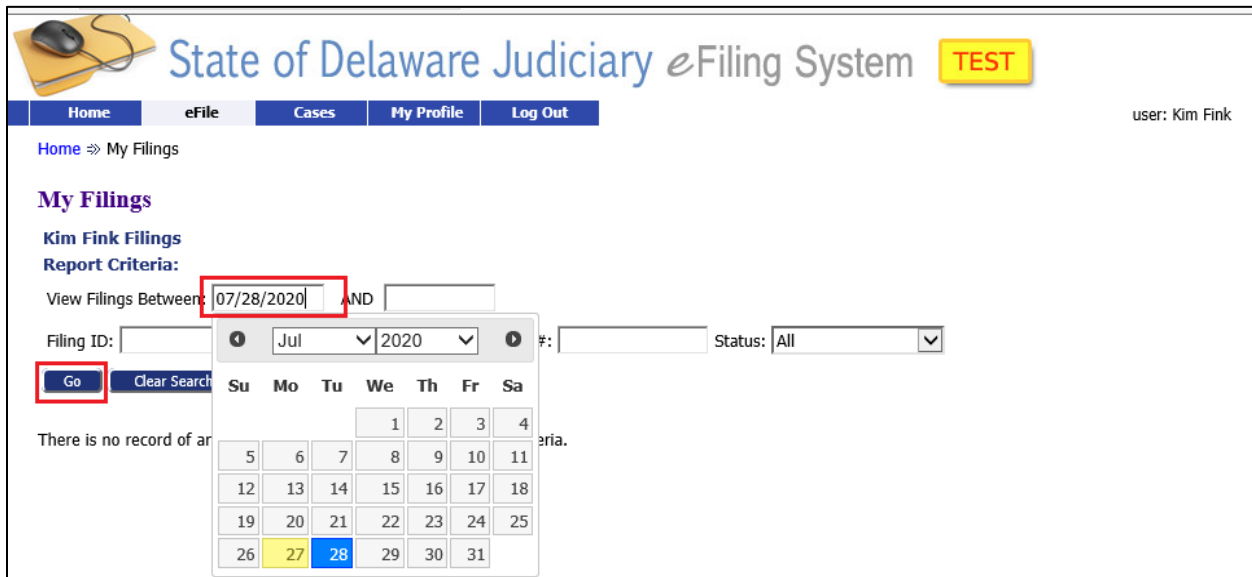 State of Delaware Judiciary eFiling System TEST
Home eFile Cases My Profile Log Out user: Kim Fink
Home ⇒ My Filings
My Filings
Kim Fink Filings
Report Criteria:
View Filings Between: 07/28/2020 AND
Filing ID: #: Status: All
Jul 2020
Go Clear Search
Su Mo Tu We Th Fr Sa
1 2 3 4
There is no record of eria.
5 6 7 8 9 10 11
12 13 14 15 16 17 18
19 20 21 22 23 24 25
26 27 28 29 30 31